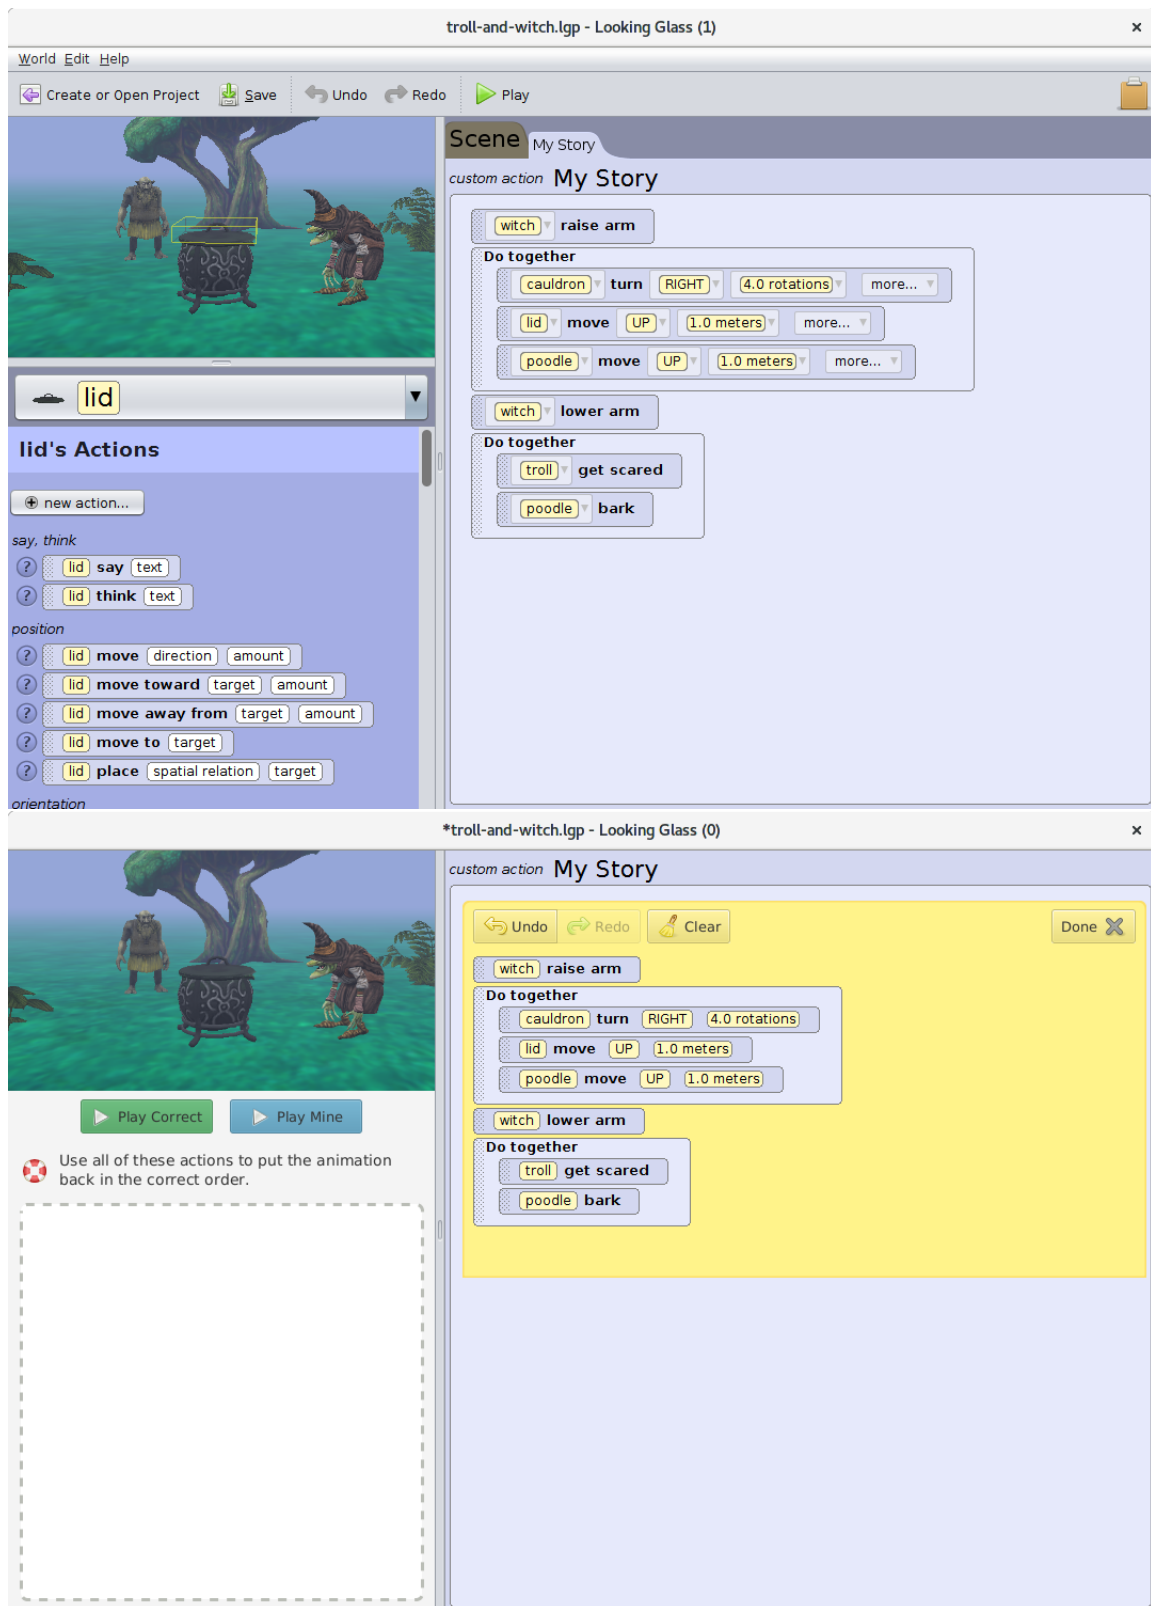 troll-and-witch.lgp - Looking Glass (1)
World Edit Help
Create or Open Project Save Undo Redo Play
Scene My Story
custom action My Story
witch raise arm
Do together
cauldron turn RIGHT 4.0 rotations more...
lid move UP 1.0 meters more...
poodle move UP 1.0 meters more...
witch lower arm
Do together
troll get scared
poodle bark
lid
lid's Actions
new action...
say, think
? lid say text
? lid think text
position
? lid move direction amount
? lid move toward target amount
? lid move away from target amount
? lid move to target
? lid place spatial relation target
orientation
*troll-and-witch.lgp - Looking Glass (0)
custom action My Story
Undo Redo Clear Done
witch raise arm
Do together
cauldron turn RIGHT 4.0 rotations
lid move UP 1.0 meters
poodle move UP 1.0 meters
witch lower arm
Do together
troll get scared
poodle bark
Play Correct Play Mine
Use all of these actions to put the animation
back in the correct order.